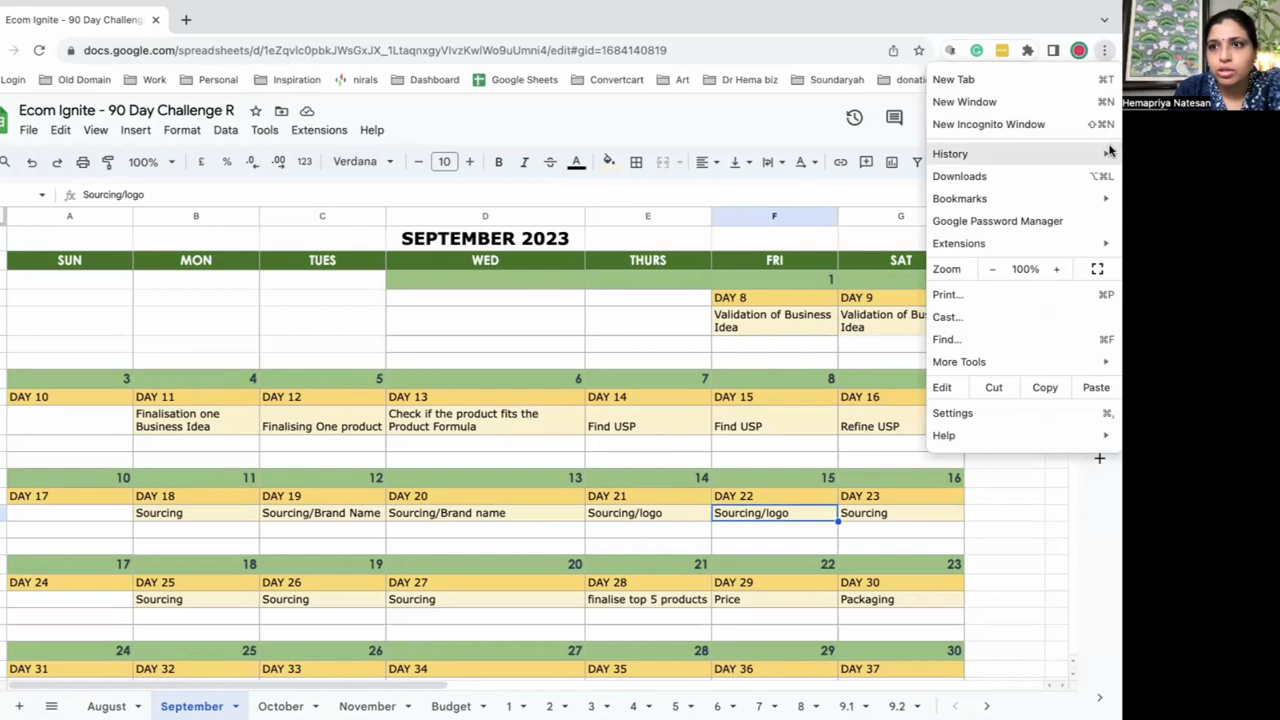 Ecom Ignite - 90 Day Challeng
docs.google.com/spreadsheets/d/1eZqvlc0pbkJWsGxJX_1LtaqnxgyVIvzKwlWo9uUmni4/edit#gid=1684140819
Login Old Domain Work Personal Inspiration nirals Dashboard Google Sheets Convertcart Art Dr Hema biz Soundaryah donati
Ecom Ignite - 90 Day Challenge R
File Edit View Insert Format Data Tools Extensions Help
100% £ % .0 .00 123 Verdana 10 B I A
Sourcing/logo
A B C D E F G
SEPTEMBER 2023
SUN MON TUES WED THURS FRI SAT
1
DAY 8 DAY 9
Validation of Business Idea Validation of Bu Idea
3 4 5 6 7 8
DAY 10 DAY 11 DAY 12 DAY 13 DAY 14 DAY 15 DAY 16
Finalisation one Check if the product fits the
Business Idea Finalising One product Product Formula Find USP Find USP Refine USP
10 11 12 13 14 15 16
DAY 17 DAY 18 DAY 19 DAY 20 DAY 21 DAY 22 DAY 23
Sourcing Sourcing/Brand Name Sourcing/Brand name Sourcing/logo Sourcing/logo Sourcing
17 18 19 20 21 22 23
DAY 24 DAY 25 DAY 26 DAY 27 DAY 28 DAY 29 DAY 30
Sourcing Sourcing Sourcing finalise top 5 products Price Packaging
24 25 26 27 28 29 30
DAY 31 DAY 32 DAY 33 DAY 34 DAY 35 DAY 36 DAY 37
August September October November Budget 1 2 3 4 5 6 7 8 9.1 9.2
New Tab ⌘T
New Window ⌘N
New Incognito Window ⇧⌘N
History
Downloads ⌥⌘L
Bookmarks
Google Password Manager
Extensions
Zoom − 100% +
Print... ⌘P
Cast...
Find... ⌘F
More Tools
Edit Cut Copy Paste
Settings ⌘,
Help
Hemapriya Natesan